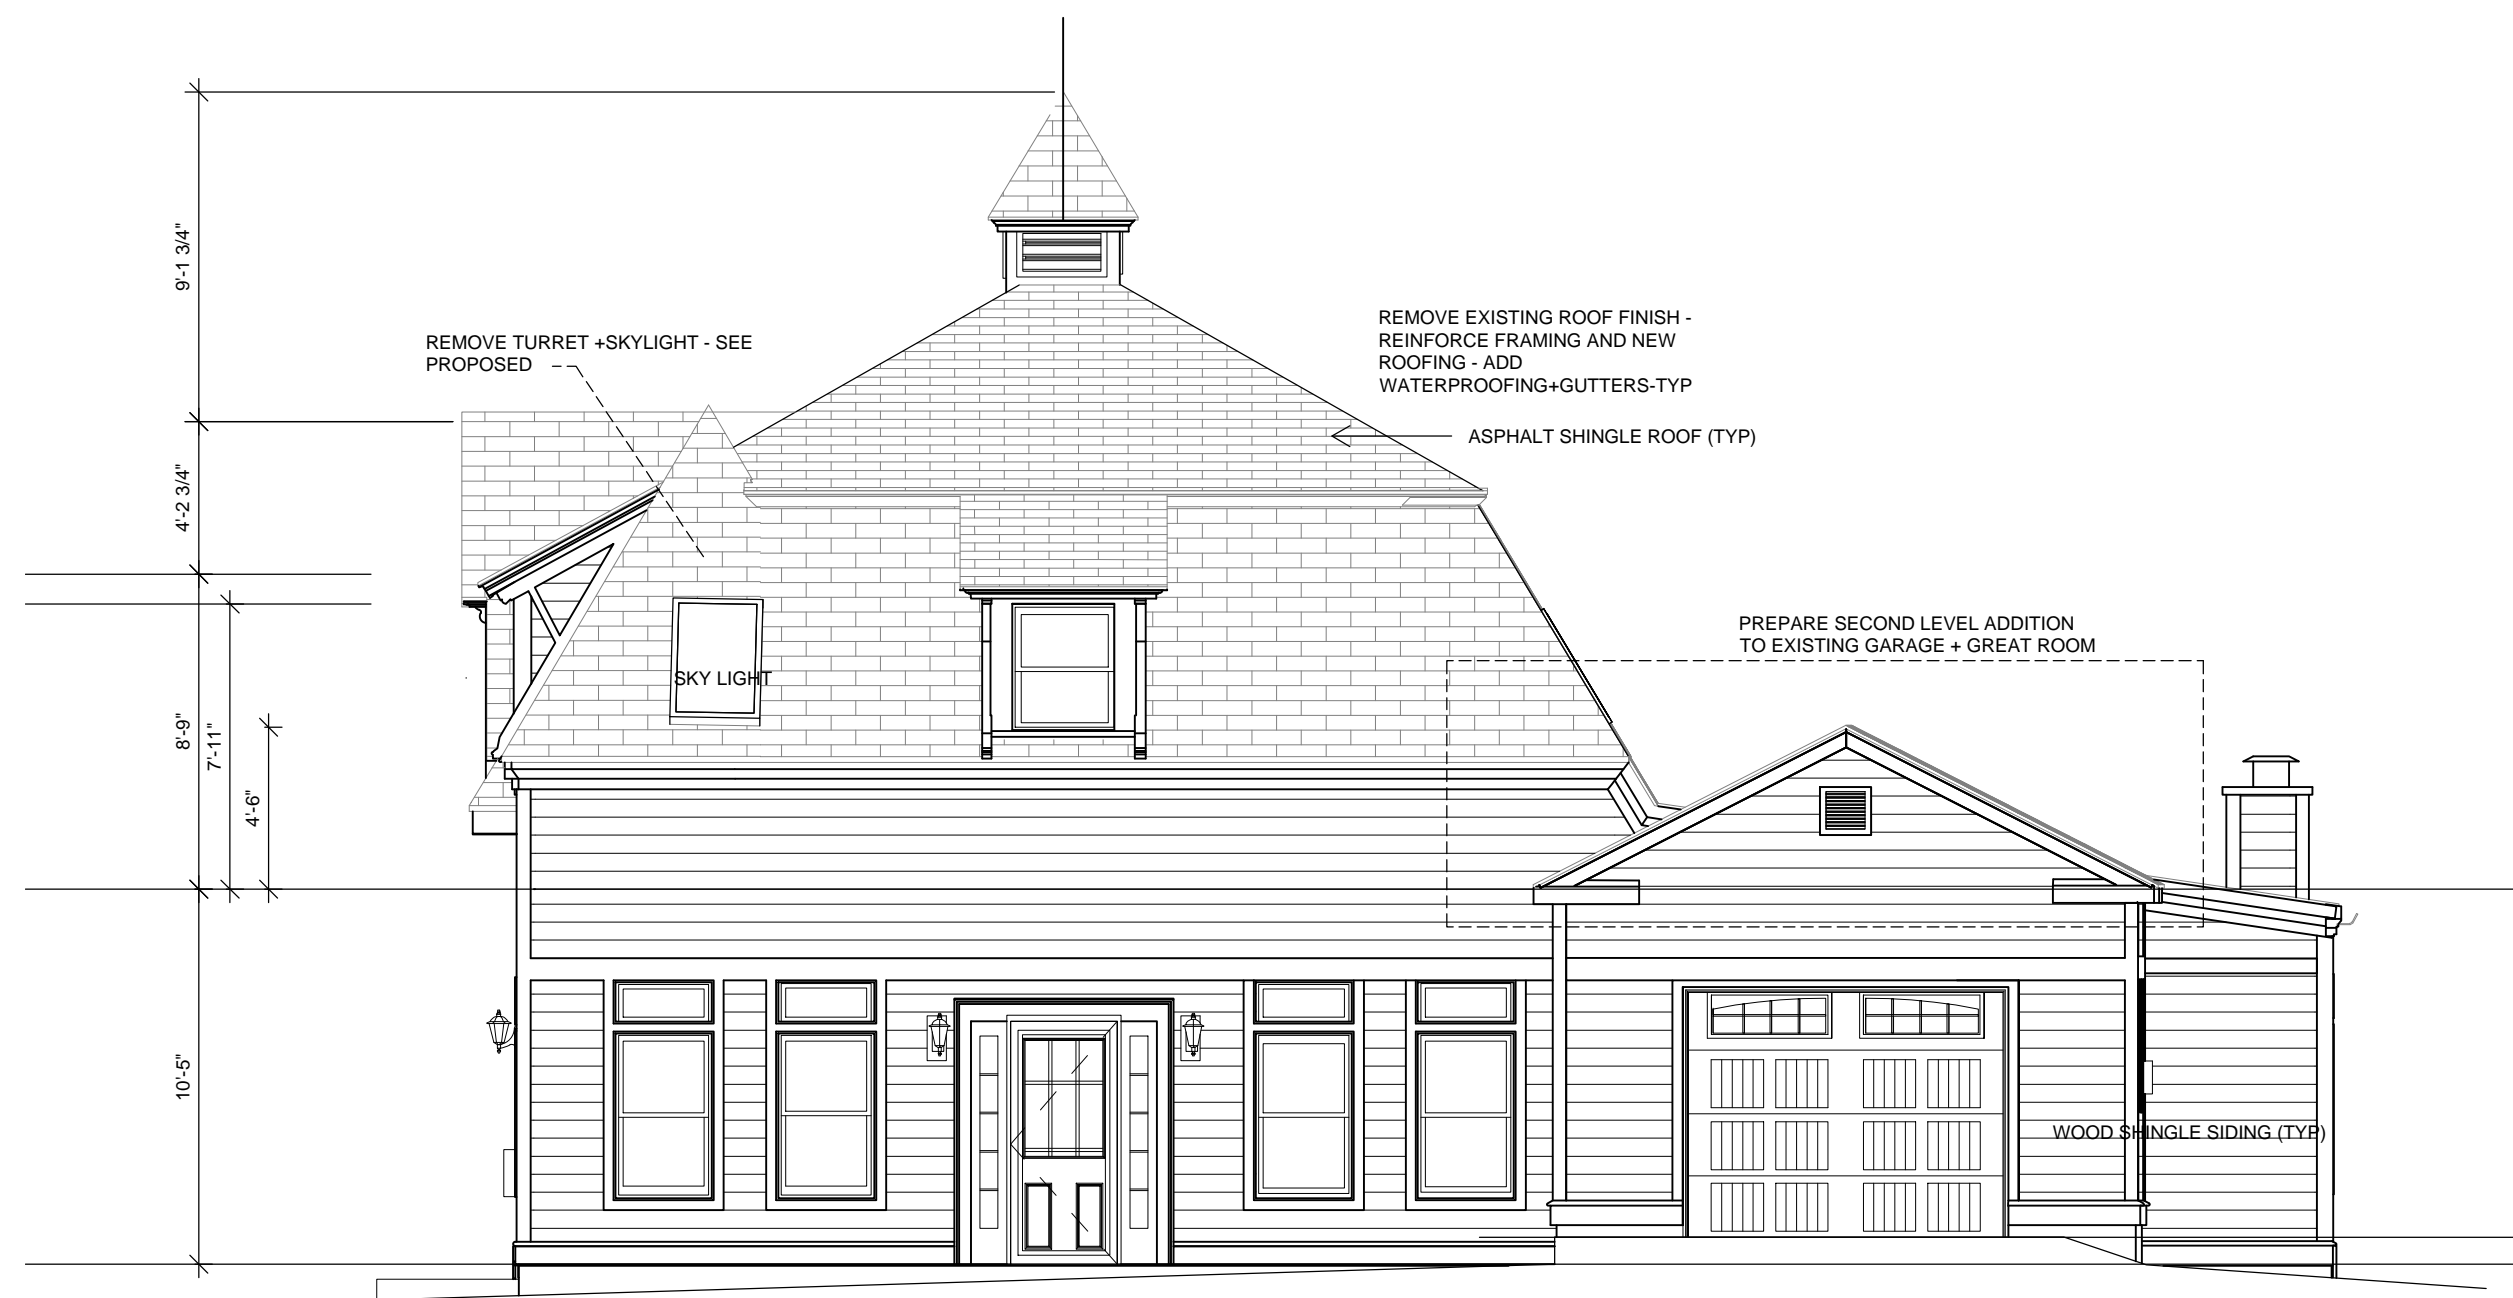 9'-1 3/4"
REMOVE TURRET +SKYLIGHT - SEE
PROPOSED
REMOVE EXISTING ROOF FINISH -
REINFORCE FRAMING AND NEW
ROOFING - ADD
WATERPROOFING+GUTTERS-TYP
ASPHALT SHINGLE ROOF (TYP)
4'-2 3/4"
PREPARE SECOND LEVEL ADDITION
TO EXISTING GARAGE + GREAT ROOM
SKY LIGHT
8'-9"
7'-11"
4'-6"
10'-5"
WOOD SHINGLE SIDING (TYP)